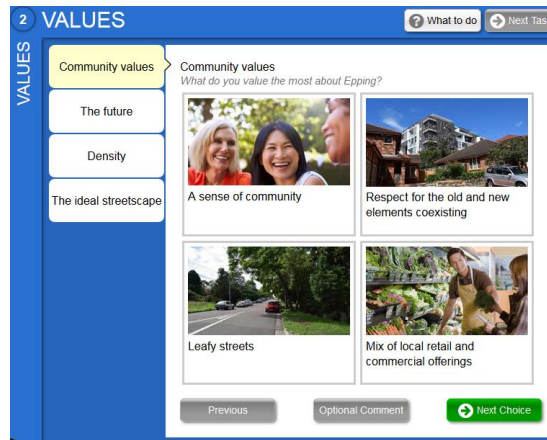 2 VALUES
What to do
Next Tas
VALUES
Community values
The future
Density
The ideal streetscape
Community values
What do you value the most about Epping?
A sense of community
Respect for the old and new
elements coexisting
Leafy streets
Mix of local retail and
commercial offerings
Previous
Optional Comment
Next Choice